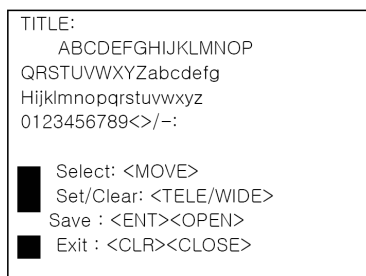 TITLE:
ABCDEFGHIJKLMNOP
QRSTUVWXYZabcdefg
Hijklmnopqrstuvwxyz
0123456789<>/-:
Select: <MOVE>
Set/Clear: <TELE/WIDE>
Save : <ENT><OPEN>
Exit : <CLR><CLOSE>